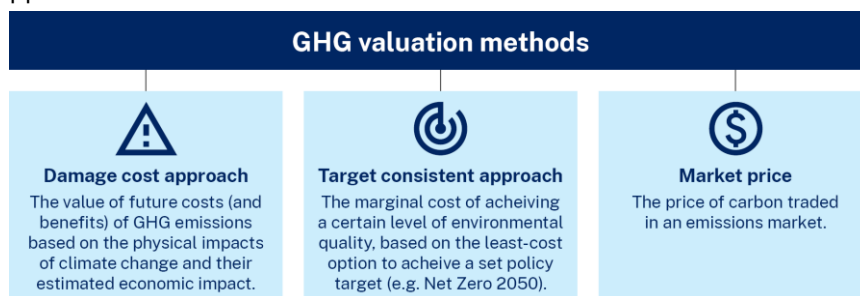 GHG valuation methods
Damage cost approach
The value of future costs (and
benefits) of GHG emissions
based on the physical impacts
of climate change and their
estimated economic impact.
Target consistent approach
The marginal cost of acheiving
a certain level of environmental
quality, based on the least-cost
option to acheive a set policy
target (e.g. Net Zero 2050).
Market price
The price of carbon traded
in an emissions market.